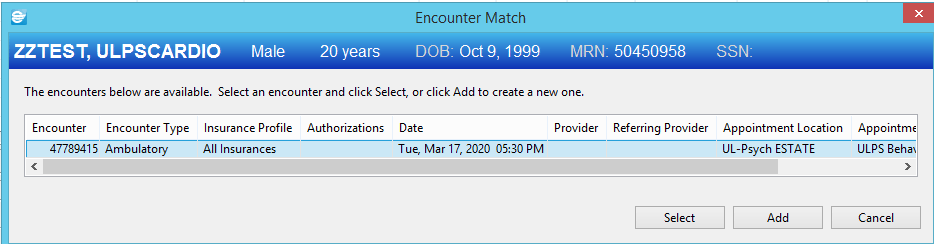 Encounter Match
ZZTEST, ULPSCARDIO Male 20 years DOB: Oct 9, 1999 MRN: 50450958 SSN:
The encounters below are available. Select an encounter and click Select, or click Add to create a new one.
Encounter Encounter Type Insurance Profile Authorizations Date Provider Referring Provider Appointment Location Appointme
47789415 Ambulatory All Insurances Tue, Mar 17, 2020 05:30 PM UL-Psych ESTATE ULPS Behav
Select Add Cancel